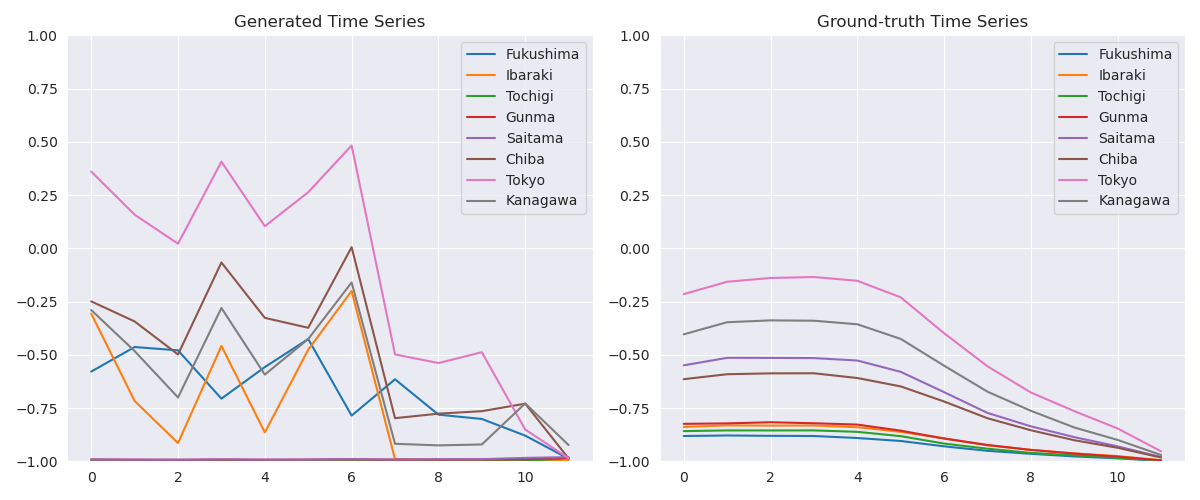 Generated Time Series
1.00
0.75
0.50
0.25
0.00
−0.25
−0.50
−0.75
−1.00
0 2 4 6 8 10
Fukushima
Ibaraki
Tochigi
Gunma
Saitama
Chiba
Tokyo
Kanagawa
Ground-truth Time Series
1.00
0.75
0.50
0.25
0.00
−0.25
−0.50
−0.75
−1.00
0 2 4 6 8 10
Fukushima
Ibaraki
Tochigi
Gunma
Saitama
Chiba
Tokyo
Kanagawa